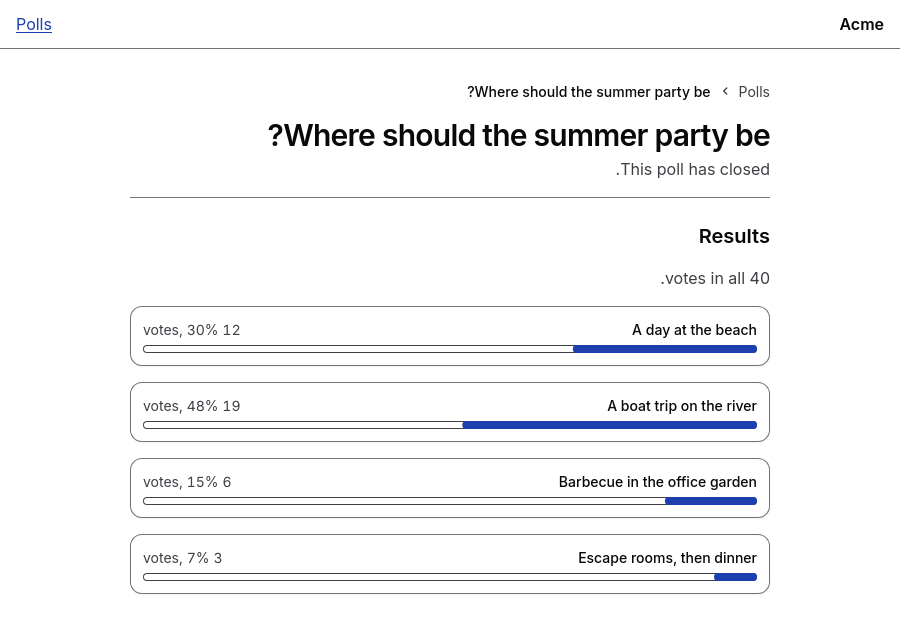 Polls Acme
?Where should the summer party be ‹ Polls
?Where should the summer party be
.This poll has closed
Results
.votes in all 40
votes, 30% 12 A day at the beach
votes, 48% 19 A boat trip on the river
votes, 15% 6 Barbecue in the office garden
votes, 7% 3 Escape rooms, then dinner